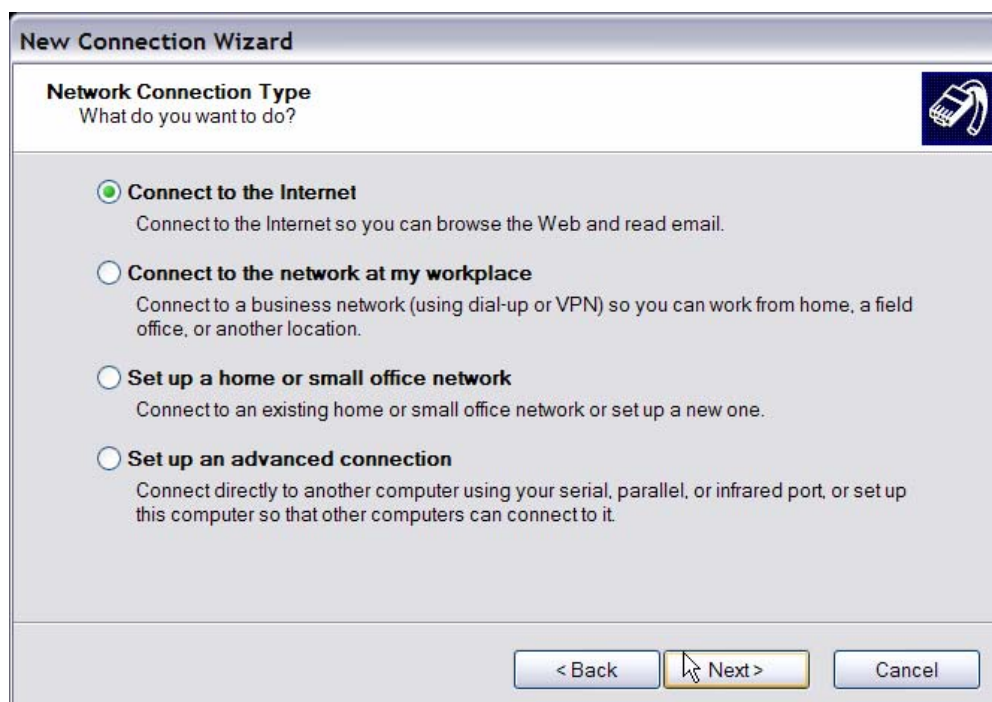 New Connection Wizard
Network Connection Type
What do you want to do?
Connect to the Internet
Connect to the Internet so you can browse the Web and read email.
Connect to the network at my workplace
Connect to a business network (using dial-up or VPN) so you can work from home, a field
office, or another location.
Set up a home or small office network
Connect to an existing home or small office network or set up a new one.
Set up an advanced connection
Connect directly to another computer using your serial, parallel, or infrared port, or set up
this computer so that other computers can connect to it.
< Back Next > Cancel